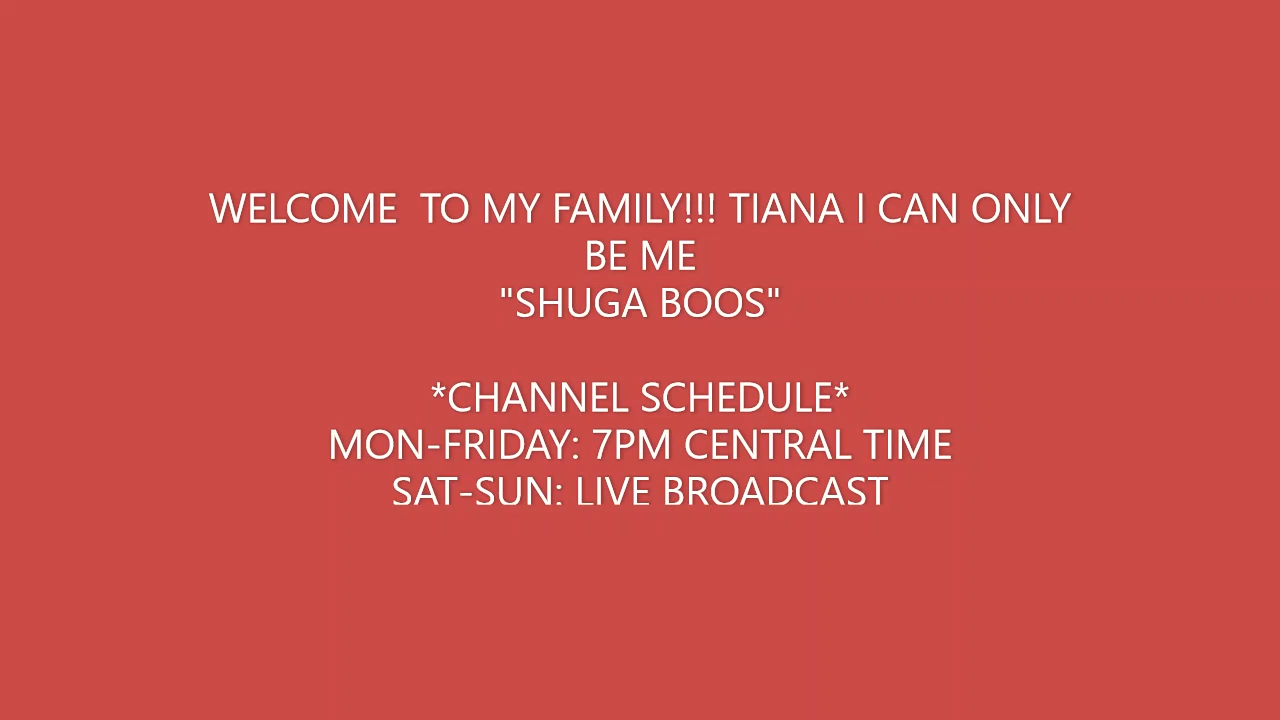 WELCOME  TO MY FAMILY!!! TIANA I CAN ONLY
BE ME
"SHUGA BOOS"
*CHANNEL SCHEDULE*
MON-FRIDAY: 7PM CENTRAL TIME
SAT-SUN: LIVE BROADCAST